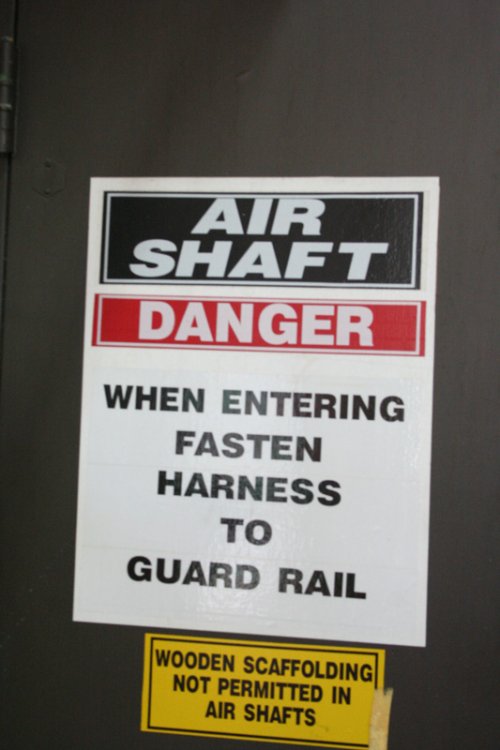 AIR
SHAFT
DANGER
WHEN ENTERING
FASTEN
HARNESS
TO
GUARD RAIL
WOODEN SCAFFOLDING
NOT PERMITTED IN
AIR SHAFTS